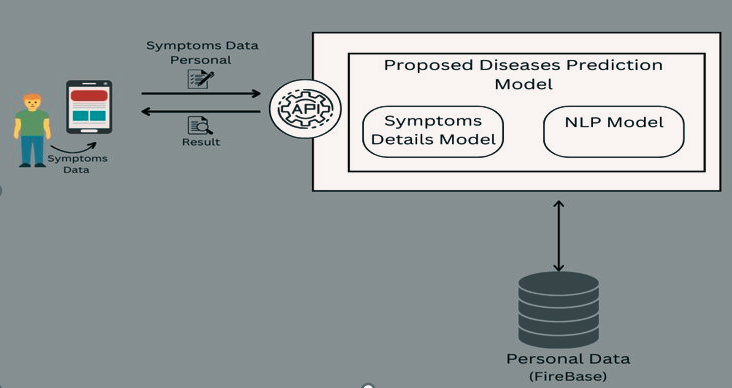 Symptoms Data
Personal
Result
Symptoms
Data
API
Proposed Diseases Prediction
Model
Symptoms
Details Model
NLP Model
Personal Data
(FireBase)